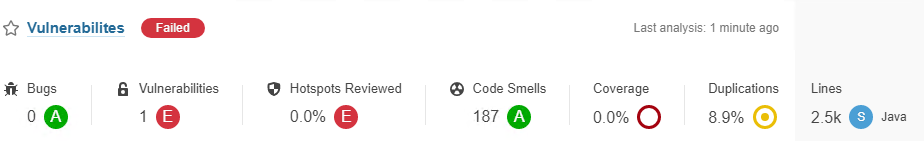 Vulnerabilites Failed Last analysis: 1 minute ago
Bugs Vulnerabilities Hotspots Reviewed Code Smells Coverage Duplications Lines
0 A 1 E 0.0% E 187 A 0.0% 8.9% 2.5k S Java